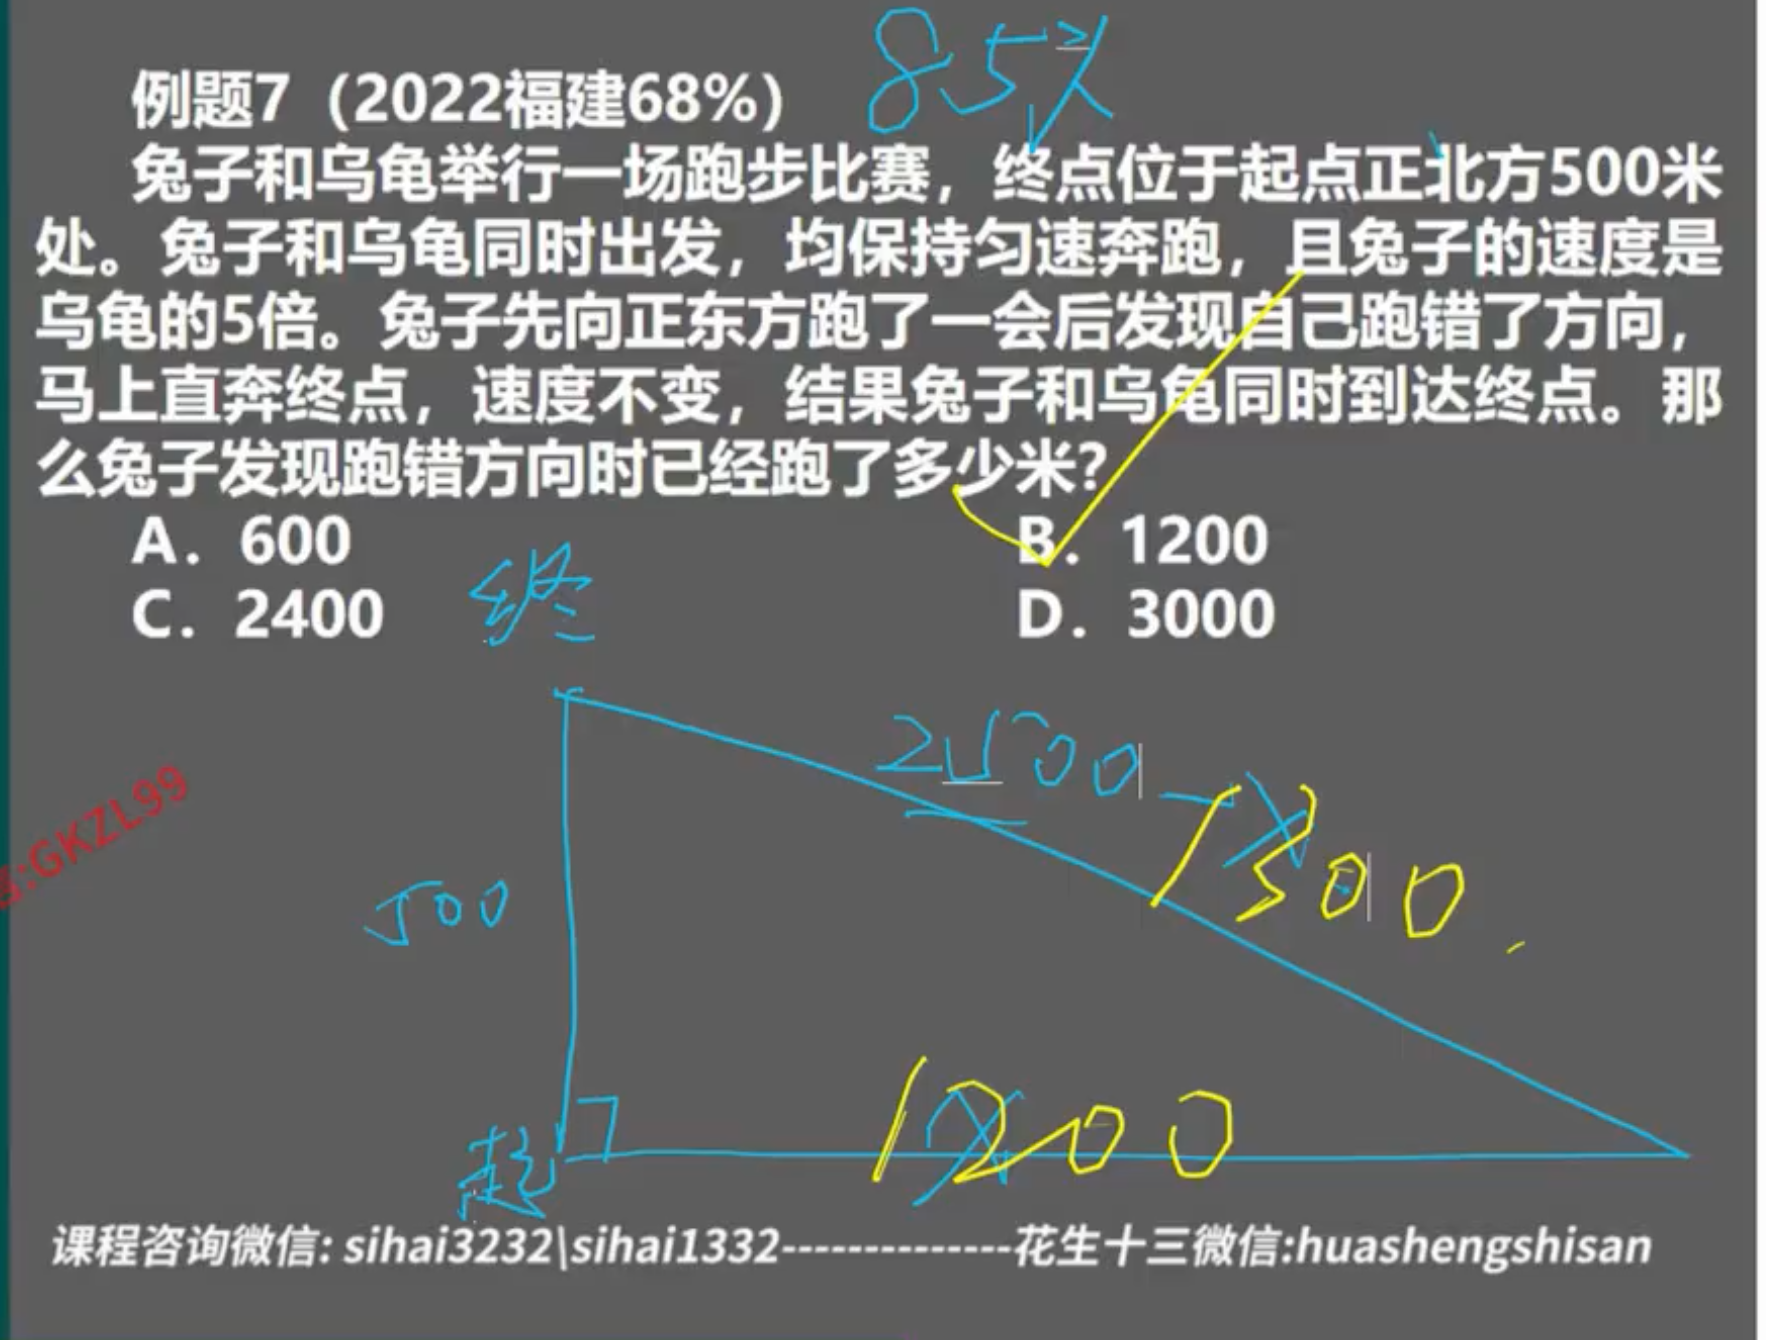 例题7（2022福建68%）
85%
兔子和乌龟举行一场跑步比赛，终点位于起点正北方500米
处。兔子和乌龟同时出发，均保持匀速奔跑，且兔子的速度是
乌龟的5倍。兔子先向正东方跑了一会后发现自己跑错了方向，
马上直奔终点，速度不变，结果兔子和乌龟同时到达终点。那
么兔子发现跑错方向时已经跑了多少米？
A．600
B．1200
C．2400
D．3000
终
2500-X
1300
500
X
1200
起
:GKZL99
课程咨询微信: sihai3232\sihai1332--------------花生十三微信:huashengshisan